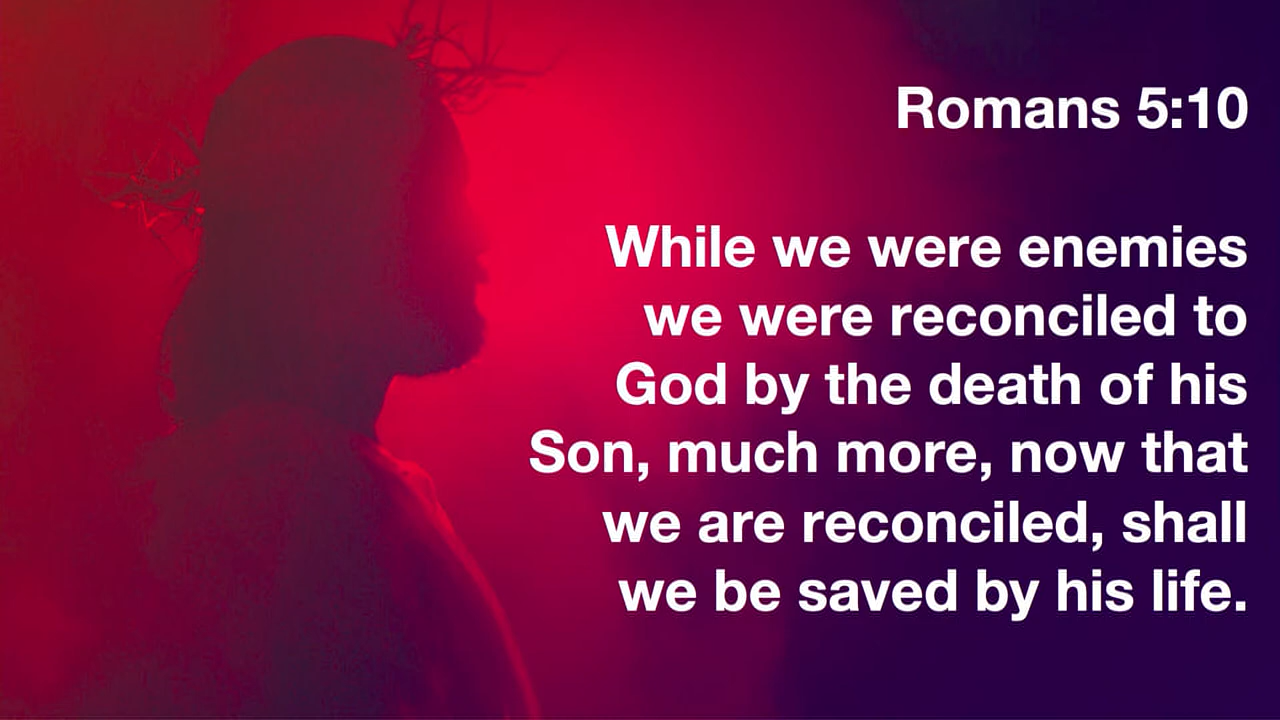 Romans 5:10
While we were enemies
we were reconciled to
God by the death of his
Son, much more, now that
we are reconciled, shall
we be saved by his life.